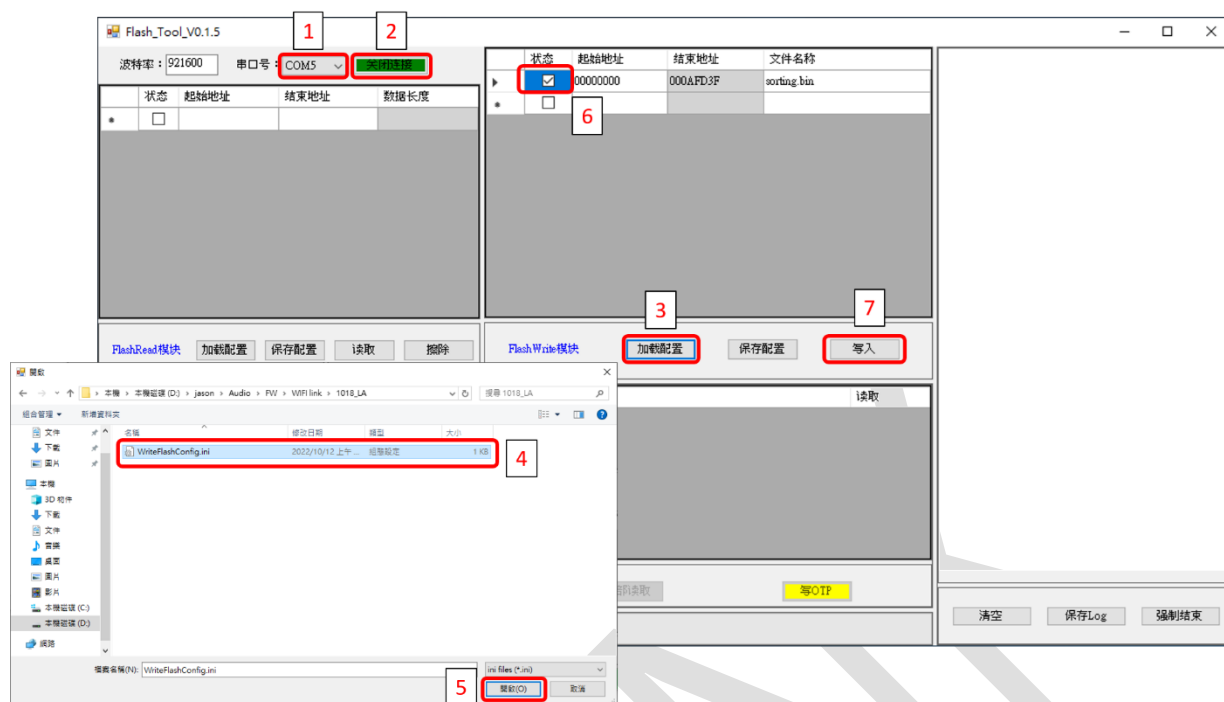 Flash_Tool_V0.1.5
1
2
波特率：921600 串口号：COM5 关闭连接
状态 起始地址 结束地址 数据长度
状态 起始地址 结束地址 文件名称
00000000 000AFD3F sorting.bin
6
3
7
FlashRead模块 加载配置 保存配置 读取 擦除
FlashWrite模块 加载配置 保存配置 写入
读取
写OTP
清空 保存Log 强制结束
開啟
本機 › 本機磁碟 (D:) › jason › Audio › FW › WIFI link › 1018_LA
搜尋 1018_LA
組合管理 新增資料夾
名稱 修改日期 類型 大小
WriteFlashConfig.ini 2022/10/12 上午 ... 組態設定 1 KB
4
文件
下載
圖片
本機
3D 物件
下載
文件
音樂
桌面
圖片
影片
本機磁碟 (C:)
本機磁碟 (D:)
網路
檔案名稱(N): WriteFlashConfig.ini
ini files (*.ini)
5
開啟(O) 取消